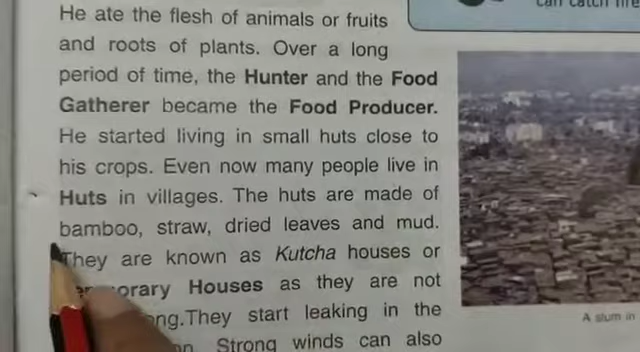 can catch fire
He ate the flesh of animals or fruits
and roots of plants. Over a long
period of time, the Hunter and the Food
Gatherer became the Food Producer.
He started living in small huts close to
his crops. Even now many people live in
Huts in villages. The huts are made of
bamboo, straw, dried leaves and mud.
They are known as Kutcha houses or
Houses as they are not
They start leaking in the
Strong winds can also
A slum in